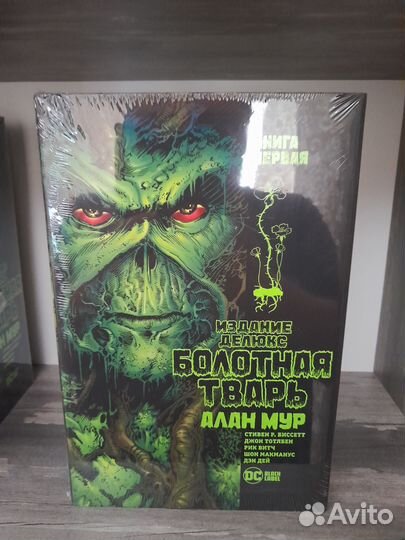 КНИГА
ПЕРВАЯ
ИЗДАНИЕ
ДЕЛЮКС
БОЛОТНАЯ
ТВАРЬ
АЛАН МУР
СТИВЕН Р. БИССЕТТ
ДЖОН ТОТЛБЕН
РИК ВИТЧ
ШОН МАКМАНУС
ДЭН ДЕЙ
DC BLACK
LABEL
Avito